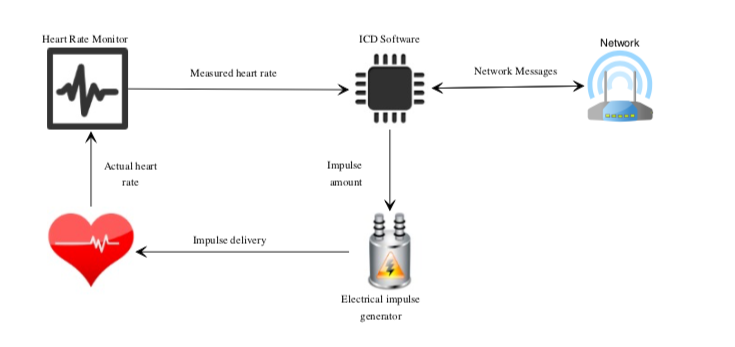 Heart Rate Monitor
ICD Software
Network
Measured heart rate
Network Messages
Actual heart
rate
Impulse
amount
Impulse delivery
Electrical impulse
generator